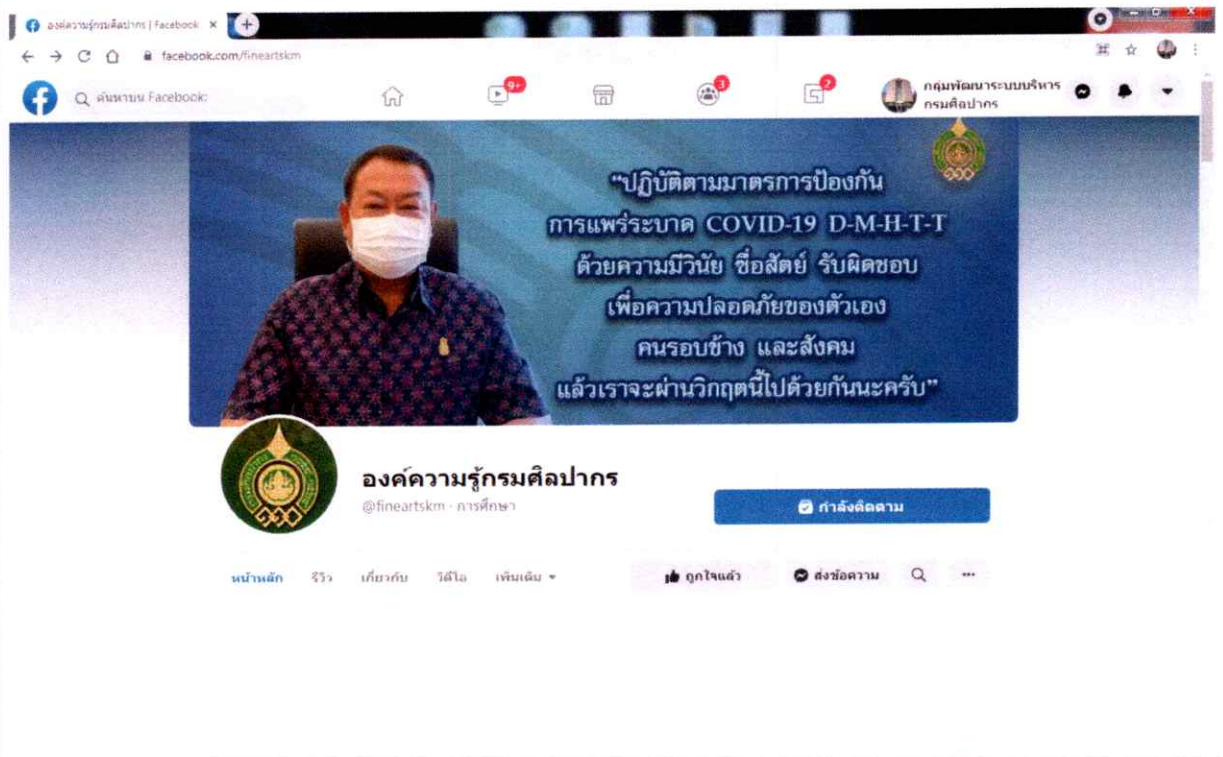 องค์ความรู้กรมศิลปากร | Facebook
facebook.com/fineartskm
ค้นหาบน Facebook
9+
3
2
กลุ่มพัฒนาระบบบริหาร
กรมศิลปากร
“ปฏิบัติตามมาตรการป้องกัน
การแพร่ระบาด COVID-19 D-M-H-T-T
ด้วยความมีวินัย ซื่อสัตย์ รับผิดชอบ
เพื่อความปลอดภัยของตัวเอง
คนรอบข้าง และสังคม
แล้วเราจะผ่านวิกฤตนี้ไปด้วยกันนะครับ”
องค์ความรู้กรมศิลปากร
@fineartskm · การศึกษา
กำลังติดตาม
หน้าหลัก รีวิว เกี่ยวกับ วิดีโอ เพิ่มเติม ถูกใจแล้ว ส่งข้อความ